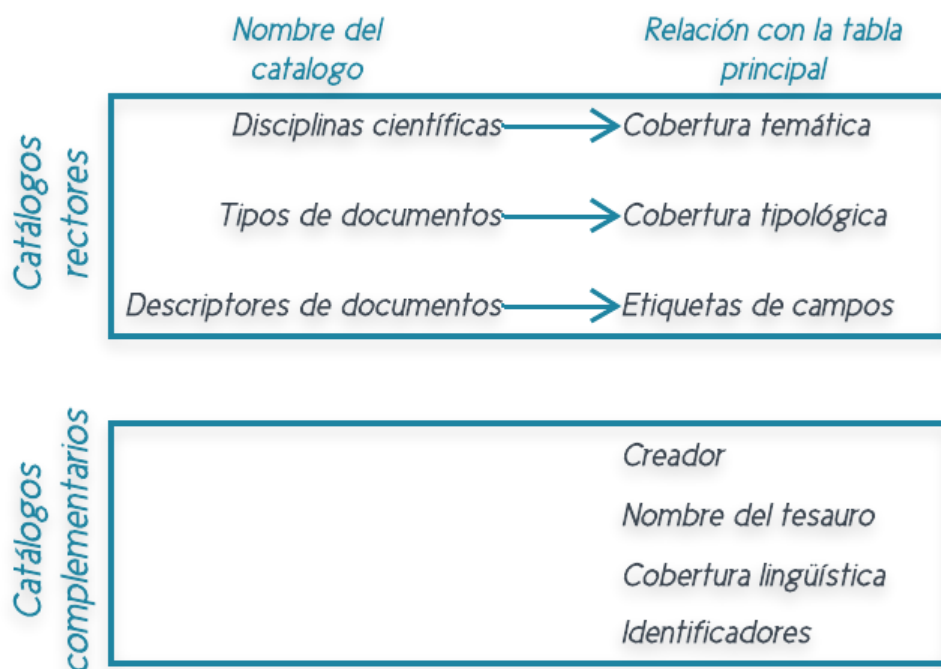 Nombre del
catalogo
Relación con la tabla
principal
Catálogos
rectores
Disciplinas científicas
Cobertura temática
Tipos de documentos
Cobertura tipológica
Descriptores de documentos
Etiquetas de campos
Catálogos
complementarios
Creador
Nombre del tesauro
Cobertura lingüística
Identificadores